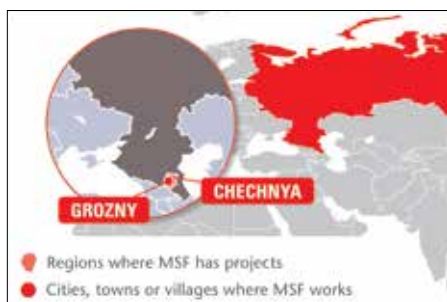 CHECHNYA
GROZNY
Regions where MSF has projects
Cities, towns or villages where MSF works